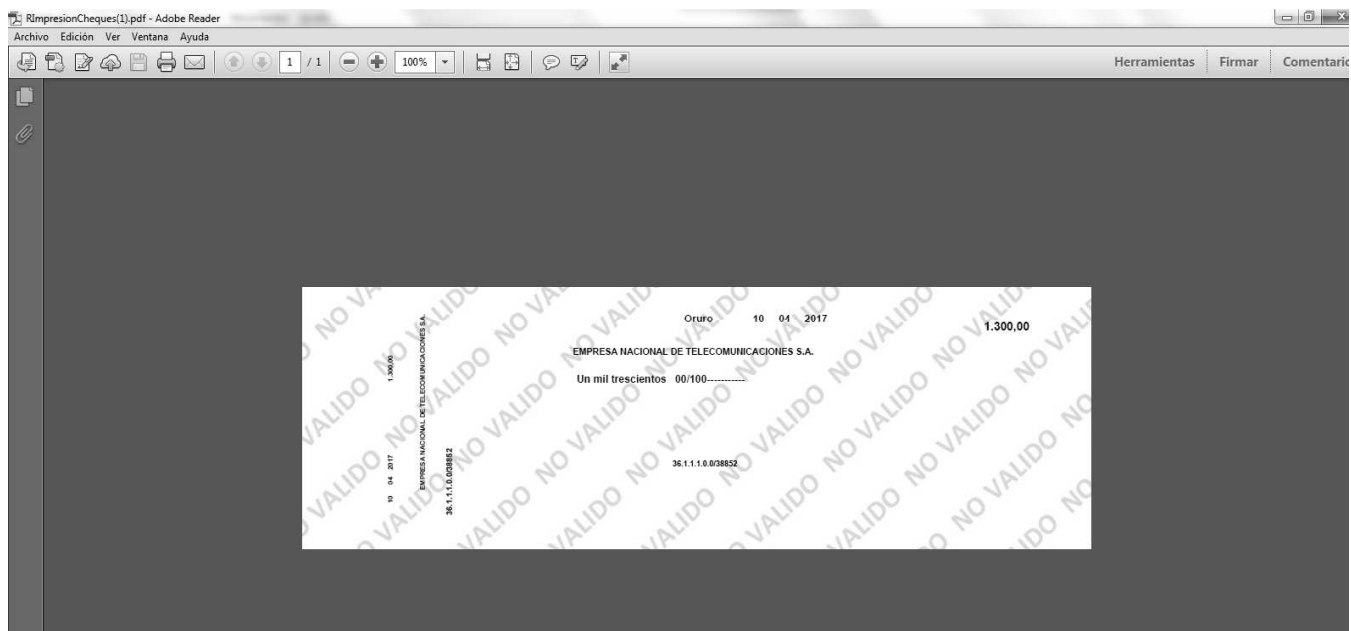 RImpresionCheques(1).pdf - Adobe Reader
Archivo Edición Ver Ventana Ayuda
1 / 1
100%
Herramientas Firmar Comentario
Oruro 10 04 2017
1.300,00
EMPRESA NACIONAL DE TELECOMUNICACIONES S.A.
Un mil trescientos 00/100-----------
36.1.1.1.0.0/38852
10 04 2017 1.300,00
EMPRESA NACIONAL DE TELECOMUNICACIONES S.A.
36.1.1.1.0.0/38852
NO VALIDO NO VALIDO NO VALIDO